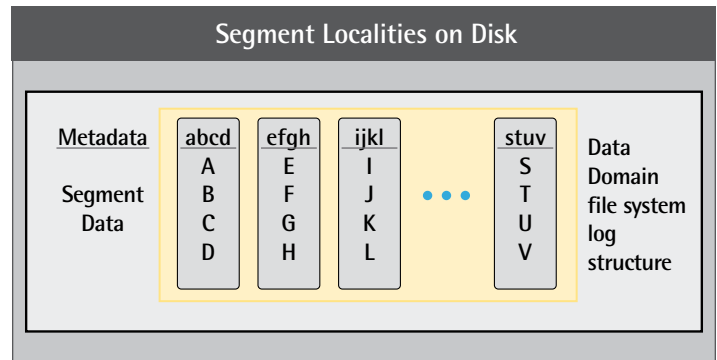 Segment Localities on Disk
Metadata
Segment
Data
abcd
A
B
C
D
efgh
E
F
G
H
ijkl
I
J
K
L
stuv
S
T
U
V
Data
Domain
file system
log
structure